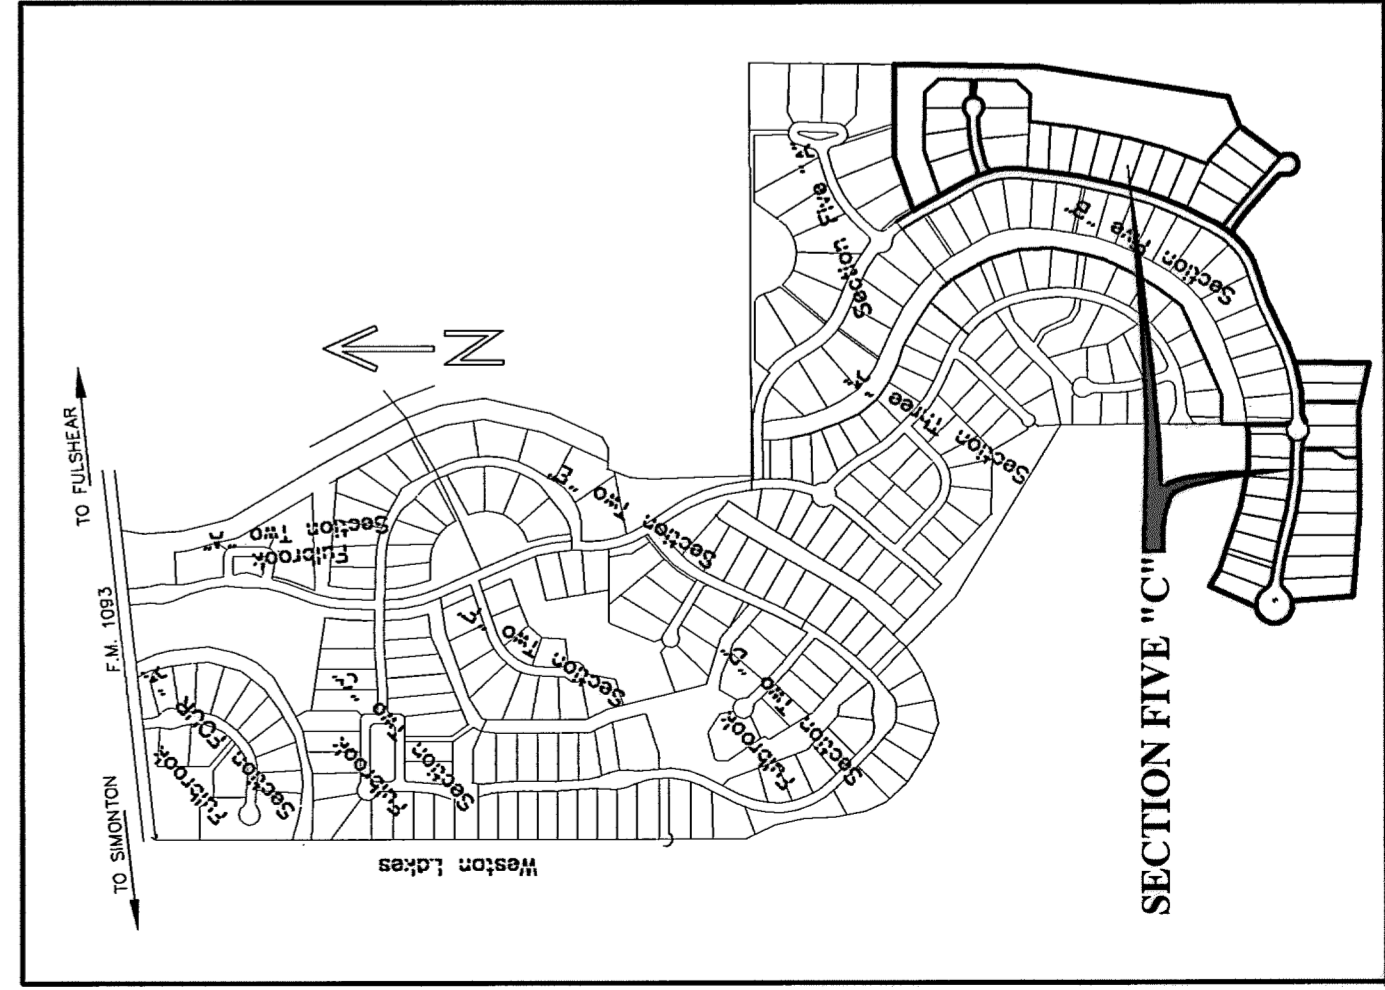 TO FULSHEAR
F.M. 1093
TO SIMONTON
N
Fulbrook
Section Two "A"
Section Two "E"
Section Two
Fulbrook
Section Two
Fulbrook
Section Two "D"
Fulbrook
Section FOUR "A"
Weston Lakes
Section Three "A"
Section Five "A"
Section Five "B"
SECTION FIVE "C"